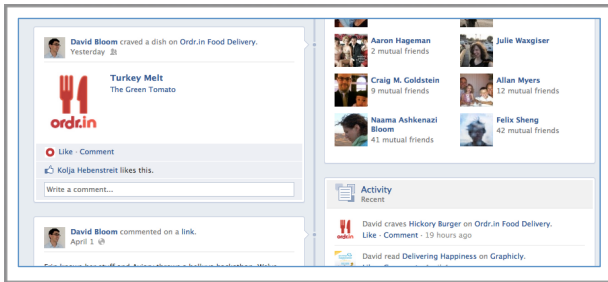 David Bloom craved a dish on Ordr.in Food Delivery.
Yesterday
Turkey Melt
The Green Tomato
ordr.in
Like · Comment
Kolja Hebenstreit likes this.
Write a comment...
David Bloom commented on a link.
April 1
Aaron Hageman
2 mutual friends
Julie Waxgiser
Craig M. Goldstein
9 mutual friends
Allan Myers
12 mutual friends
Naama Ashkenazi
Bloom
41 mutual friends
Felix Sheng
42 mutual friends
Activity
Recent
ordr.in
David craves Hickory Burger on Ordr.in Food Delivery.
Like · Comment · 19 hours ago
David read Delivering Happiness on Graphicly.